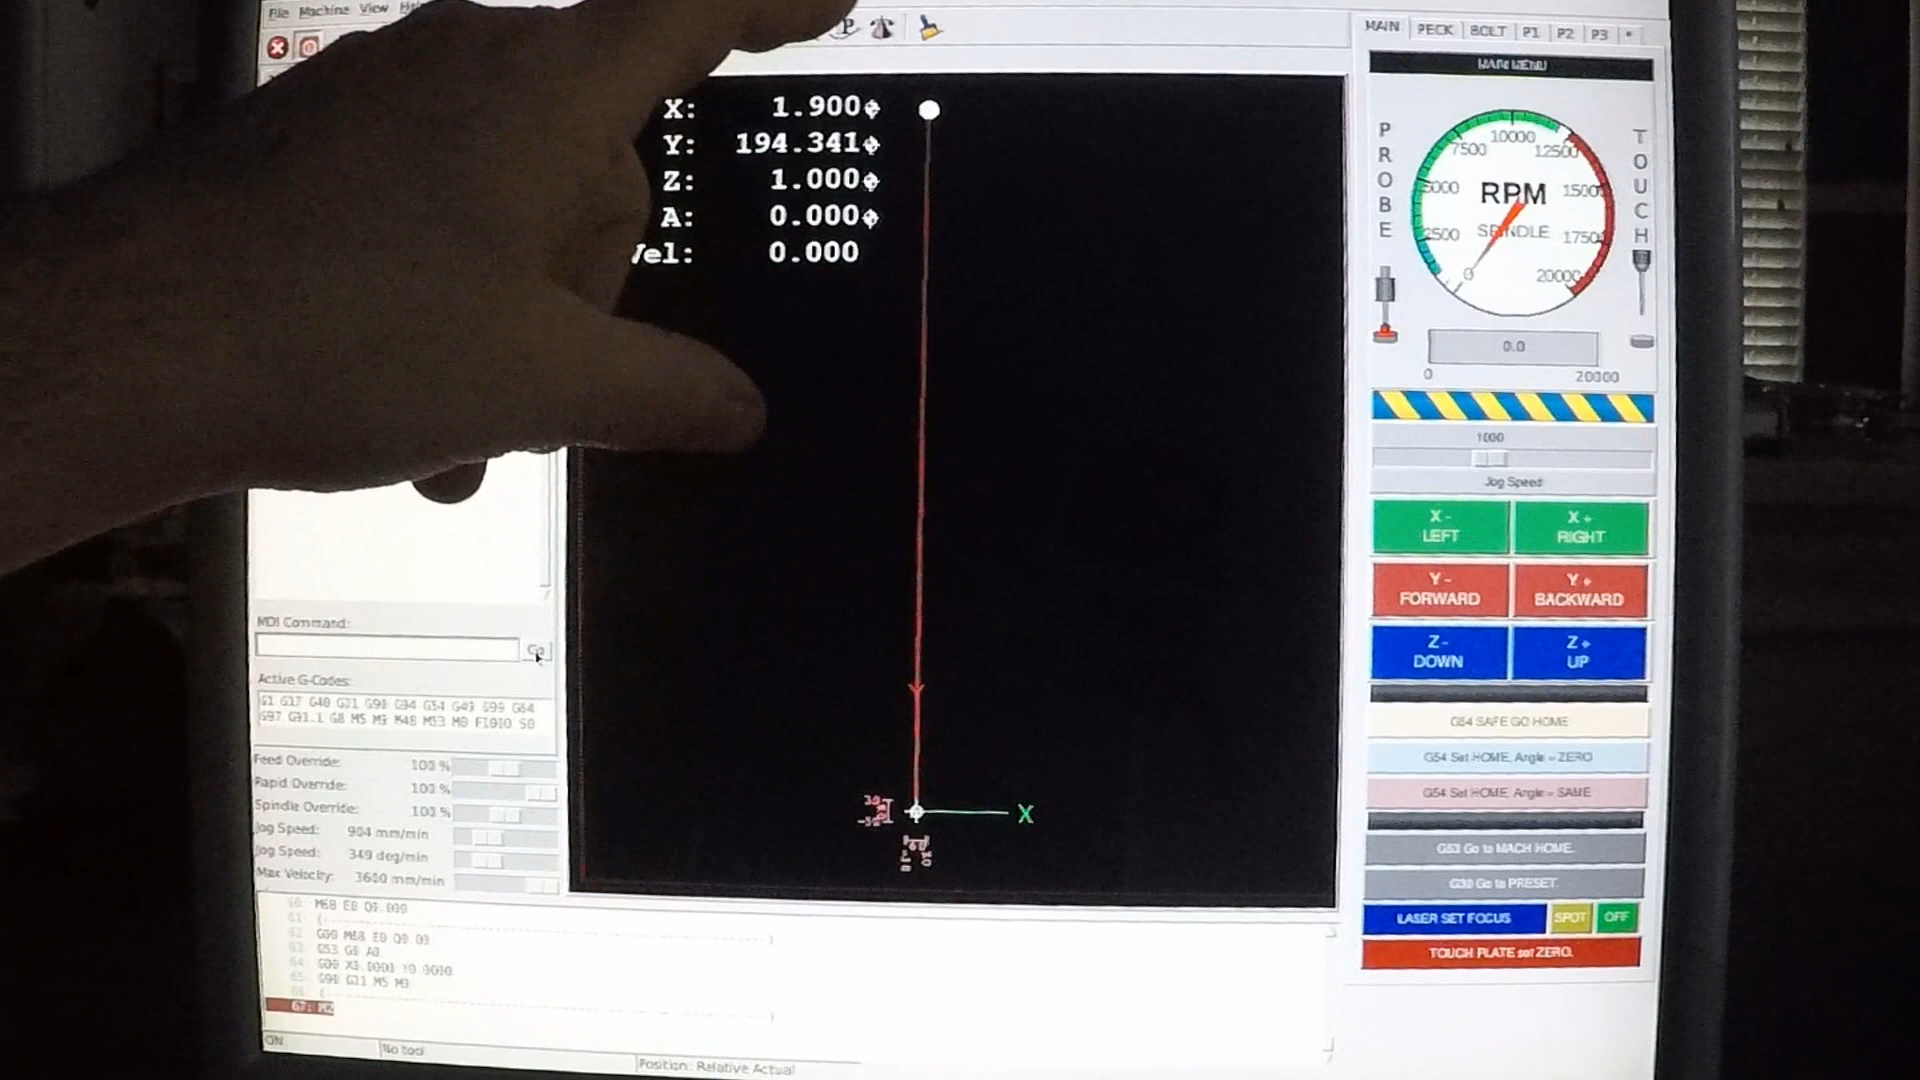 File Machine View
MAIN PECK BOLT P1 P2 P3
MAIN MENU
X: 1.900
Y: 194.341
Z: 1.000
A: 0.000
Vel: 0.000
PROBE
TOUCH
0 2500 5000 7500 10000 12500 15000 17500 20000
RPM
SPINDLE
0.0
0 20000
1000
Jog Speed
X -
LEFT
X +
RIGHT
Y -
FORWARD
Y +
BACKWARD
Z -
DOWN
Z +
UP
G54 SAFE GO HOME.
G54 Set HOME, Angle = ZERO
G54 Set HOME, Angle = SAME
G53 Go to MACH HOME.
G30 Go to PRESET.
LASER SET FOCUS SPOT OFF
TOUCH PLATE set ZERO.
Y
X
MDI Command:
Go
Active G-Codes:
Feed Override: 100 %
Rapid Override: 100 %
Spindle Override: 100 %
Jog Speed: 904 mm/min
Jog Speed: 349 deg/min
Max Velocity: 3600 mm/min
ON
No tool
Position: Relative Actual